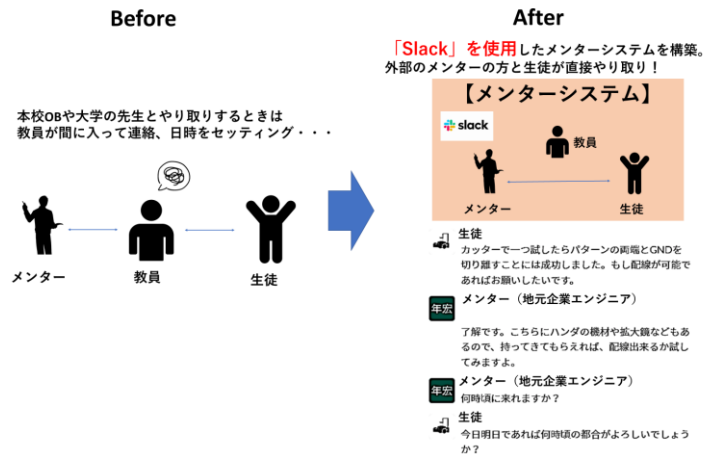 Before
本校OBや大学の先生とやり取りするときは
教員が間に入って連絡、日時をセッティング・・・
メンター
教員
生徒
After
「Slack」を使用したメンターシステムを構築。
外部のメンターの方と生徒が直接やり取り！
【メンターシステム】
slack
教員
メンター
生徒
生徒
カッターで一つ試したらパターンの両端とGNDを
切り離すことには成功しました。もし配線が可能で
あればお願いしたいです。
年宏
メンター（地元企業エンジニア）
了解です。こちらにハンダの機材や拡大鏡などもあ
るので、持ってきてもらえれば、配線出来るか試し
てみますよ。
年宏
メンター（地元企業エンジニア）
何時頃に来れますか？
生徒
今日明日であれば何時頃の都合がよろしいでしょう
か？